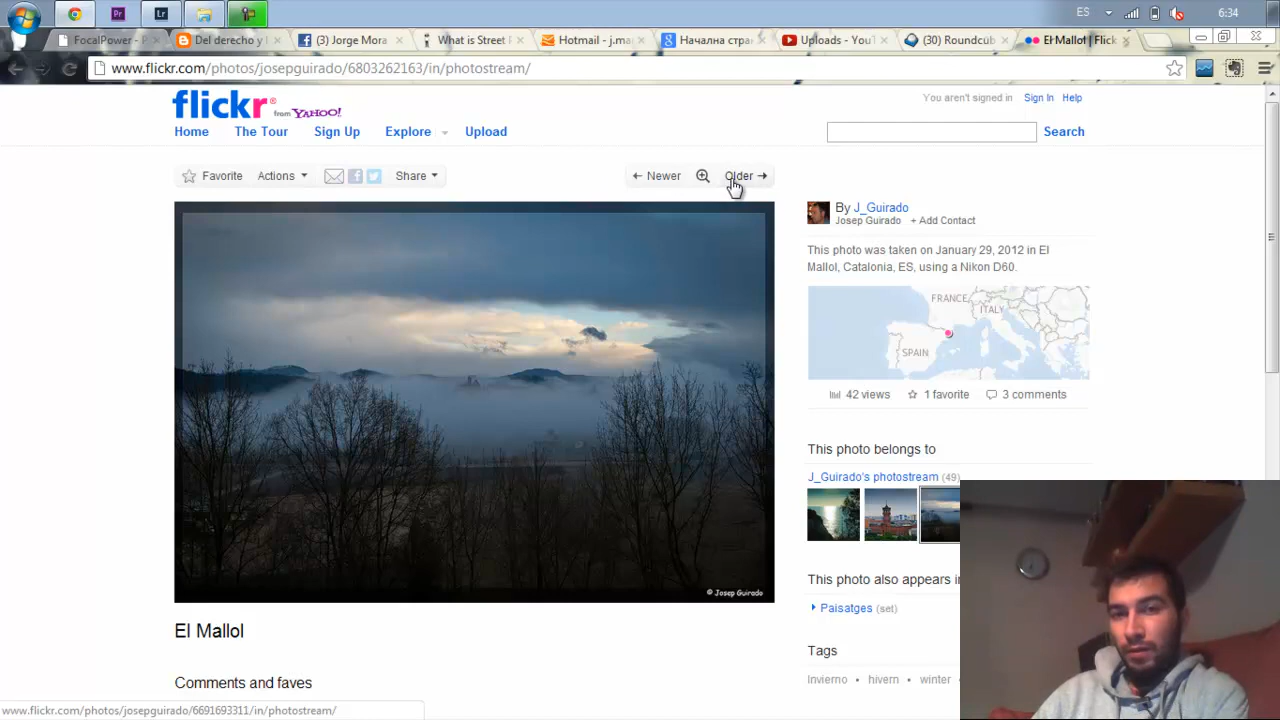 ES 6:34
FocalPower - P
Del derecho y
(3) Jorge Mora
What is Street
Hotmail - j.ma
Начална стран
Uploads - YouT
(30) Roundcub
El Mallol | Flick
www.flickr.com/photos/josepguirado/6803262163/in/photostream/
flickr from YAHOO!
You aren't signed in Sign In Help
Home The Tour Sign Up Explore Upload Search
Favorite Actions Share Newer Older
By J_Guirado
Josep Guirado + Add Contact
This photo was taken on January 29, 2012 in El
Mallol, Catalonia, ES, using a Nikon D60.
FRANCE
ITALY
SPAIN
42 views 1 favorite 3 comments
This photo belongs to
J_Guirado's photostream (49)
This photo also appears in
Paisatges (set)
© Josep Guirado
El Mallol
Tags
Invierno • hivern • winter •
Comments and faves
www.flickr.com/photos/josepguirado/6691693311/in/photostream/